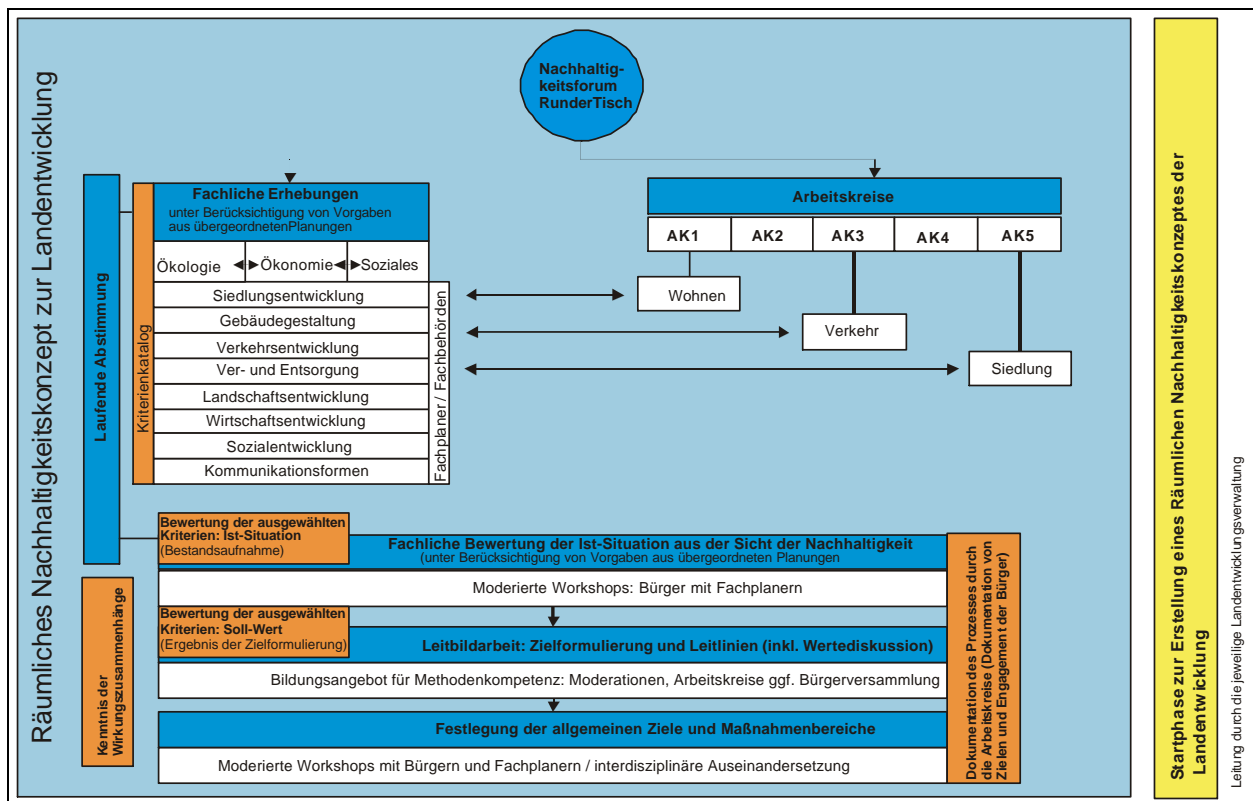 Räumliches Nachhaltigkeitskonzept zur Landentwicklung
Nachhaltig-
keitsforum
RunderTisch
Laufende Abstimmung
Kriterienkatalog
Fachliche Erhebungen
unter Berücksichtigung von Vorgaben
aus übergeordnetenPlanungen
Ökologie
Ökonomie
Soziales
Siedlungsentwicklung
Gebäudegestaltung
Verkehrsentwicklung
Ver- und Entsorgung
Landschaftsentwicklung
Wirtschaftsentwicklung
Sozialentwicklung
Kommunikationsformen
Fachplaner / Fachbehörden
Arbeitskreise
AK1
AK2
AK3
AK4
AK5
Wohnen
Verkehr
Siedlung
Bewertung der ausgewählten
Kriterien: Ist-Situation
(Bestandsaufnahme)
Fachliche Bewertung der Ist-Situation aus der Sicht der Nachhaltigkeit
(unter Berücksichtigung von Vorgaben aus übergeordneten Planungen
Moderierte Workshops: Bürger mit Fachplanern
Kenntnis der
Wirkungszusammenhänge
Bewertung der ausgewählten
Kriterien: Soll-Wert
(Ergebnis der Zielformulierung)
Leitbildarbeit: Zielformulierung und Leitlinien (inkl. Wertediskussion)
Bildungsangebot für Methodenkompetenz: Moderationen, Arbeitskreise ggf. Bürgerversammlung
Festlegung der allgemeinen Ziele und Maßnahmenbereiche
Moderierte Workshops mit Bürgern und Fachplanern / interdisziplinäre Auseinandersetzung
Dokumentation des Prozesses durch
die Arbeitskreise (Dokumentation von
Zielen und Engagement der Bürger)
Startphase zur Erstellung eines Räumlichen Nachhaltigkeitskonzeptes der
Landentwicklung
Leitung durch die jeweilige Landentwicklungsverwaltung